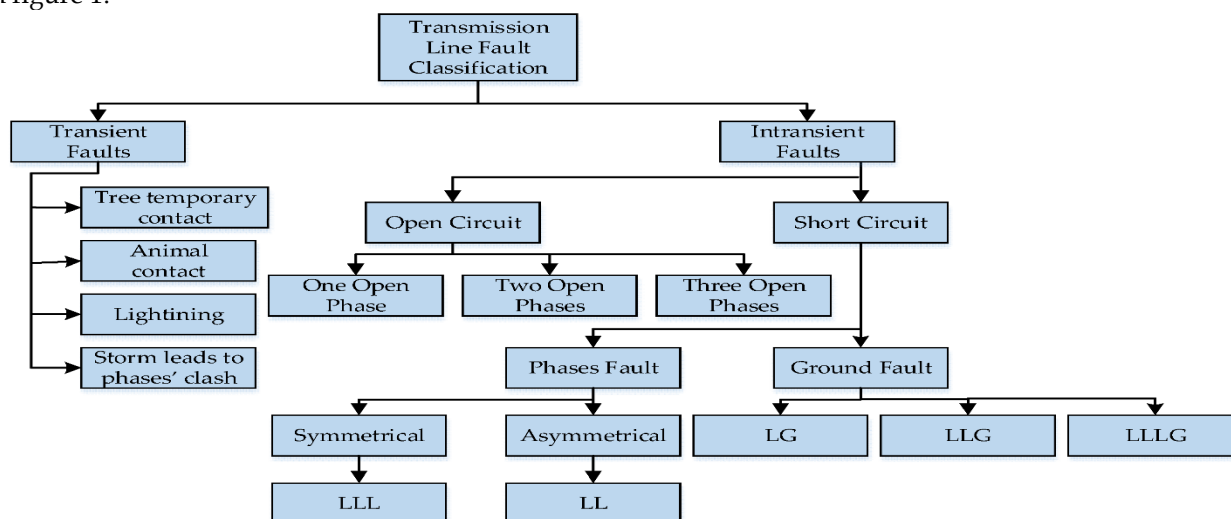 Figure 1.
Transmission
Line Fault
Classification
Transient
Faults
Intransient
Faults
Tree temporary
contact
Animal
contact
Lightining
Storm leads to
phases’ clash
Open Circuit
Short Circuit
One Open
Phase
Two Open
Phases
Three Open
Phases
Phases Fault
Ground Fault
Symmetrical
Asymmetrical
LG
LLG
LLLG
LLL
LL